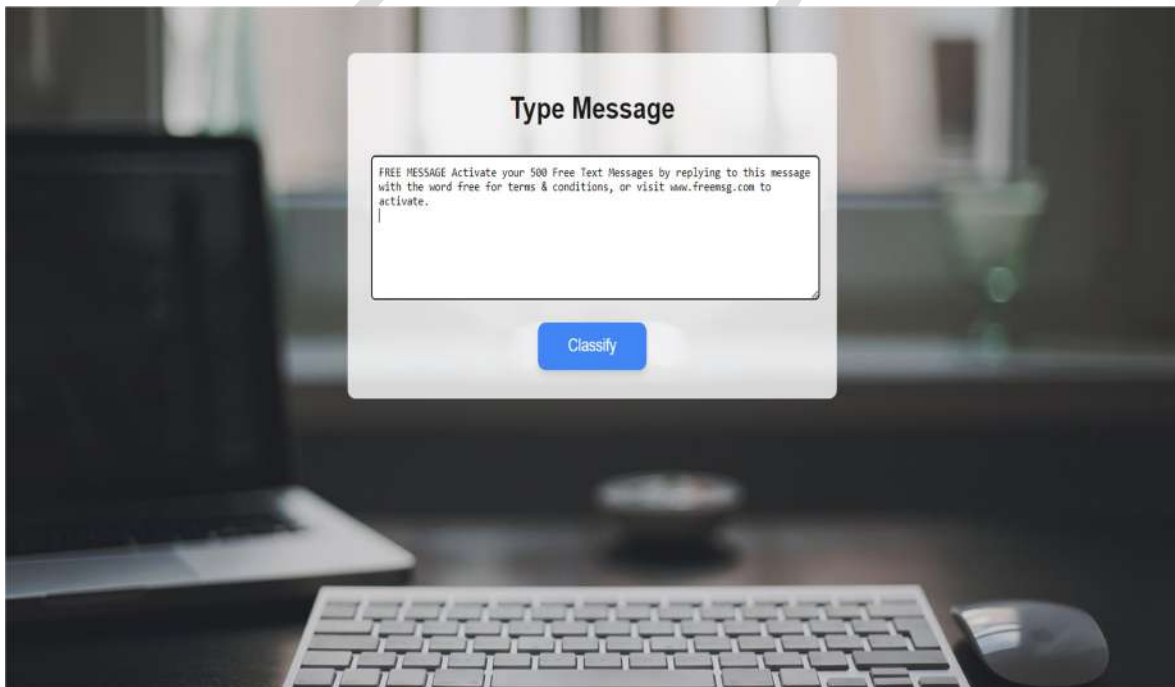 Type Message
FREE MESSAGE Activate your 500 Free Text Messages by replying to this message
with the word free for terms & conditions, or visit www.freemsg.com to
activate.
Classify